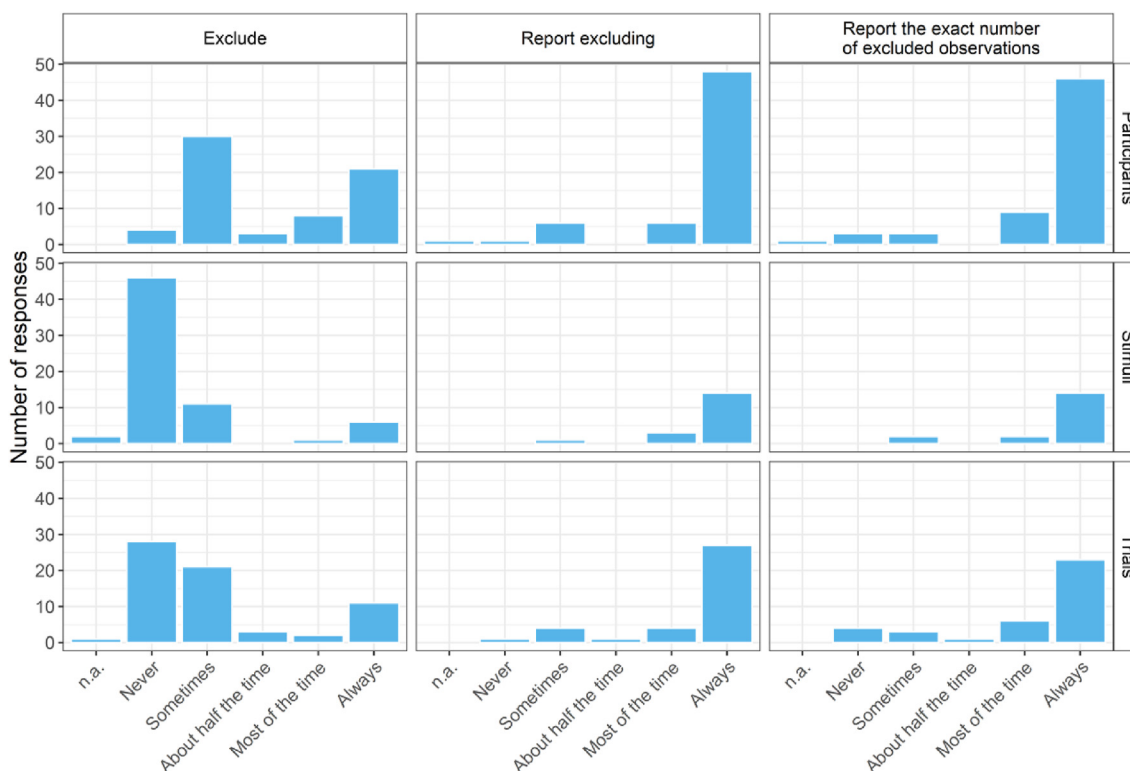 Exclude
Report excluding
Report the exact number
of excluded observations
Number of responses
50
40
30
20
10
0
Participants
50
40
30
20
10
0
Stimuli
50
40
30
20
10
0
Trials
n.a.
Never
Sometimes
About half the time
Most of the time
Always
n.a.
Never
Sometimes
About half the time
Most of the time
Always
n.a.
Never
Sometimes
About half the time
Most of the time
Always